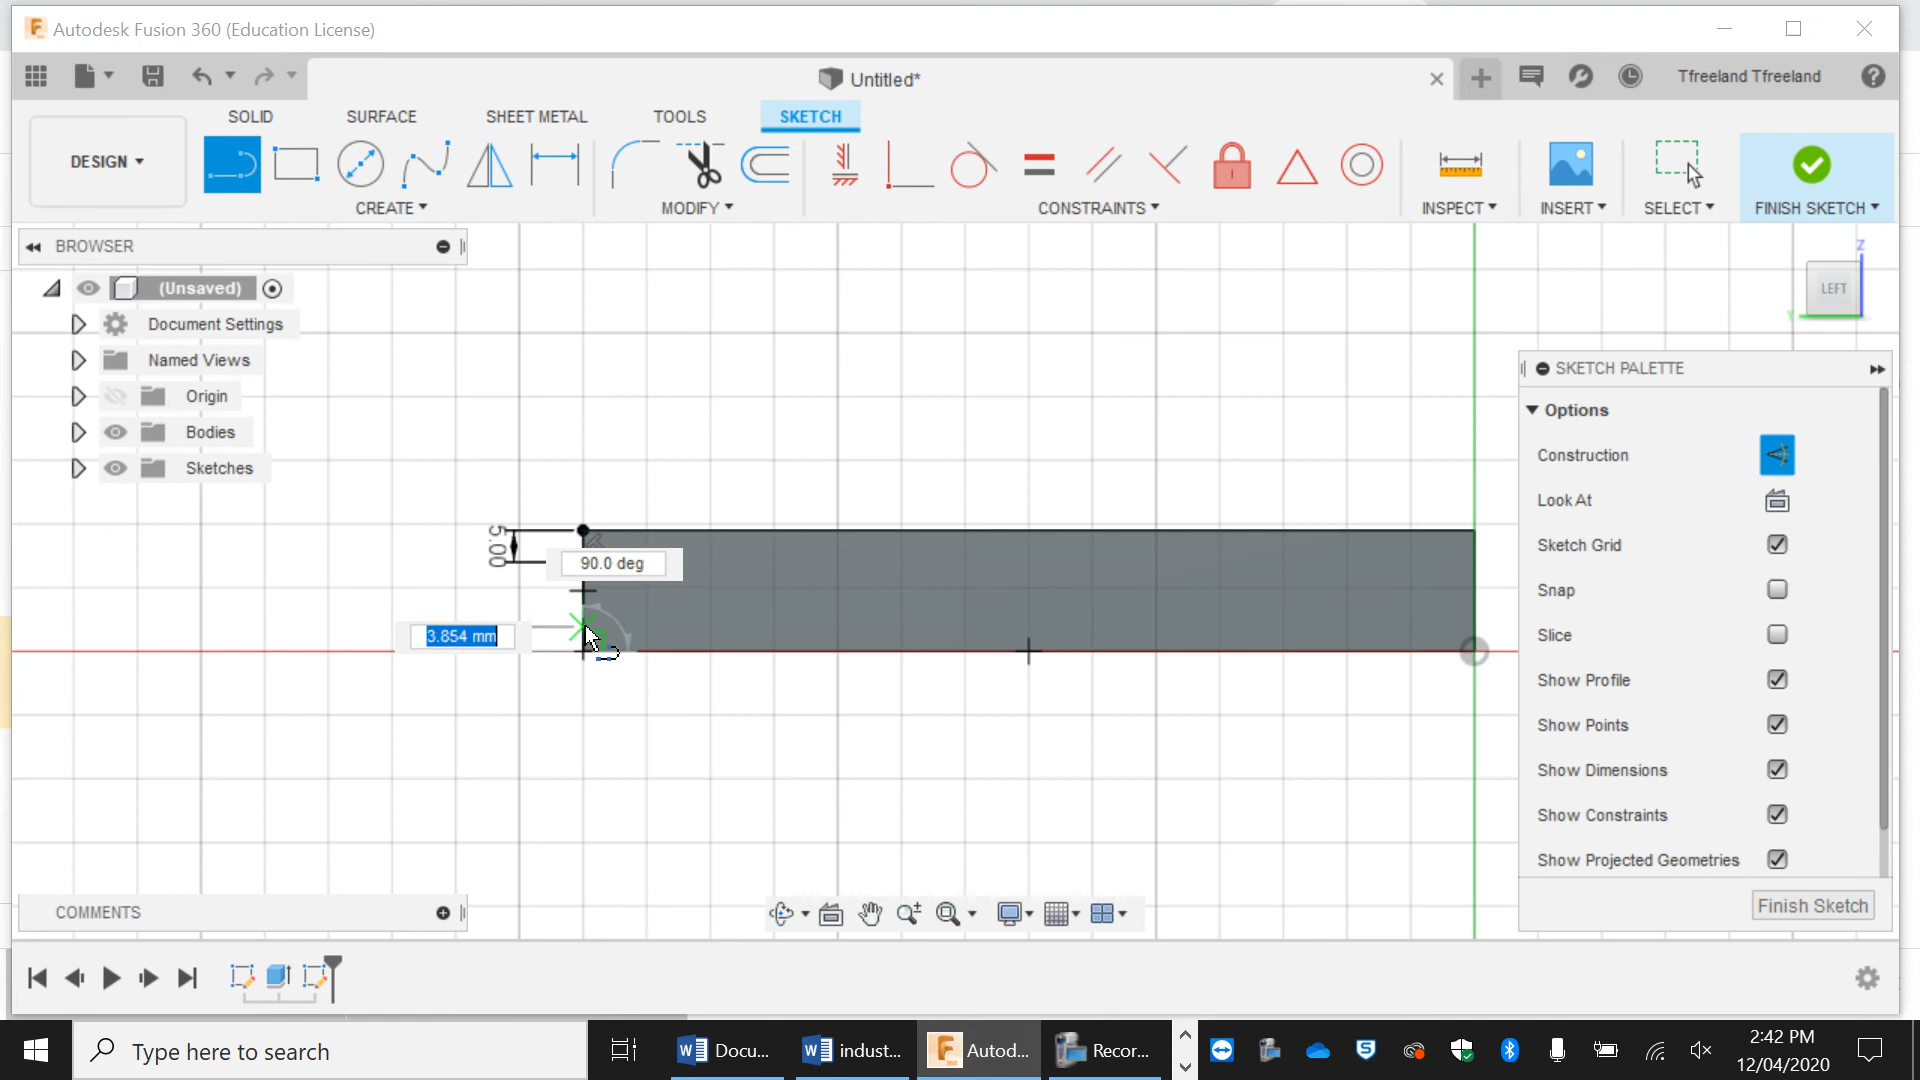 Autodesk Fusion 360 (Education License)
Untitled*
Tfreeland Tfreeland
SOLID
SURFACE
SHEET METAL
TOOLS
SKETCH
DESIGN
CREATE
MODIFY
CONSTRAINTS
INSPECT
INSERT
SELECT
FINISH SKETCH
BROWSER
(Unsaved)
Document Settings
Named Views
Origin
Bodies
Sketches
Z
LEFT
Y
SKETCH PALETTE
Options
Construction
Look At
Sketch Grid
Snap
Slice
Show Profile
Show Points
Show Dimensions
Show Constraints
Show Projected Geometries
Finish Sketch
5.00
90.0 deg
3.854 mm
COMMENTS
Type here to search
Docu...
indust...
Autod...
Recor...
2:42 PM
12/04/2020